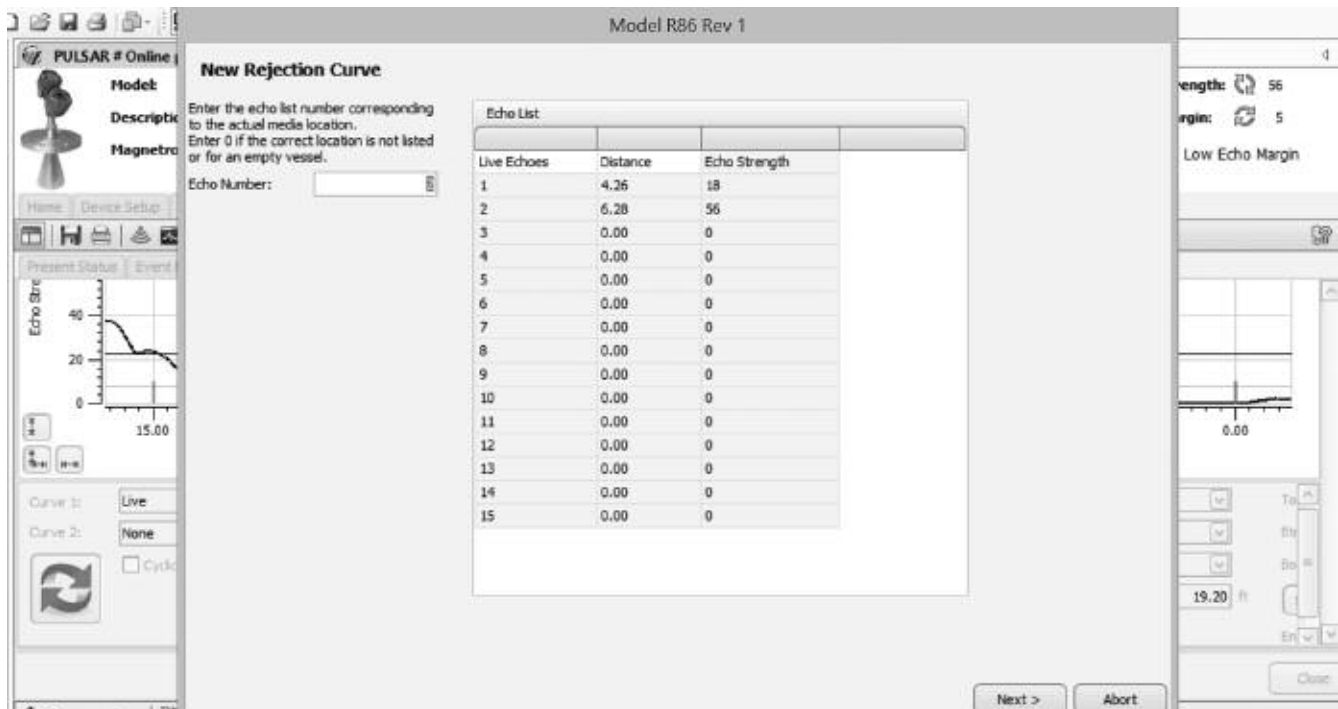 Model R86 Rev 1
PULSAR # Online
Model:
Magnetro
New Rejection Curve
Enter the echo list number corresponding
to the actual media location.
Enter 0 if the correct location is not listed
or for an empty vessel.
Echo Number:
Echo List
Live Echoes Distance Echo Strength
1 4.26 18
2 6.28 56
3 0.00 0
4 0.00 0
5 0.00 0
6 0.00 0
7 0.00 0
8 0.00 0
9 0.00 0
10 0.00 0
11 0.00 0
12 0.00 0
13 0.00 0
14 0.00 0
15 0.00 0
ength: 56
rgin: 5
Low Echo Margin
Home Device Setup
Present Status Event
Echo Stre
40
20
0
15.00
0.00
Curve 1: Live
Curve 2: None
Cyclic
19.20 ft
Next > Abort
Close